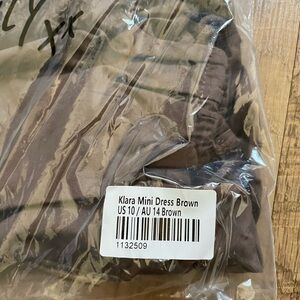 Klara Mini Dress Brown
US 10 / AU 14 Brown
1132509